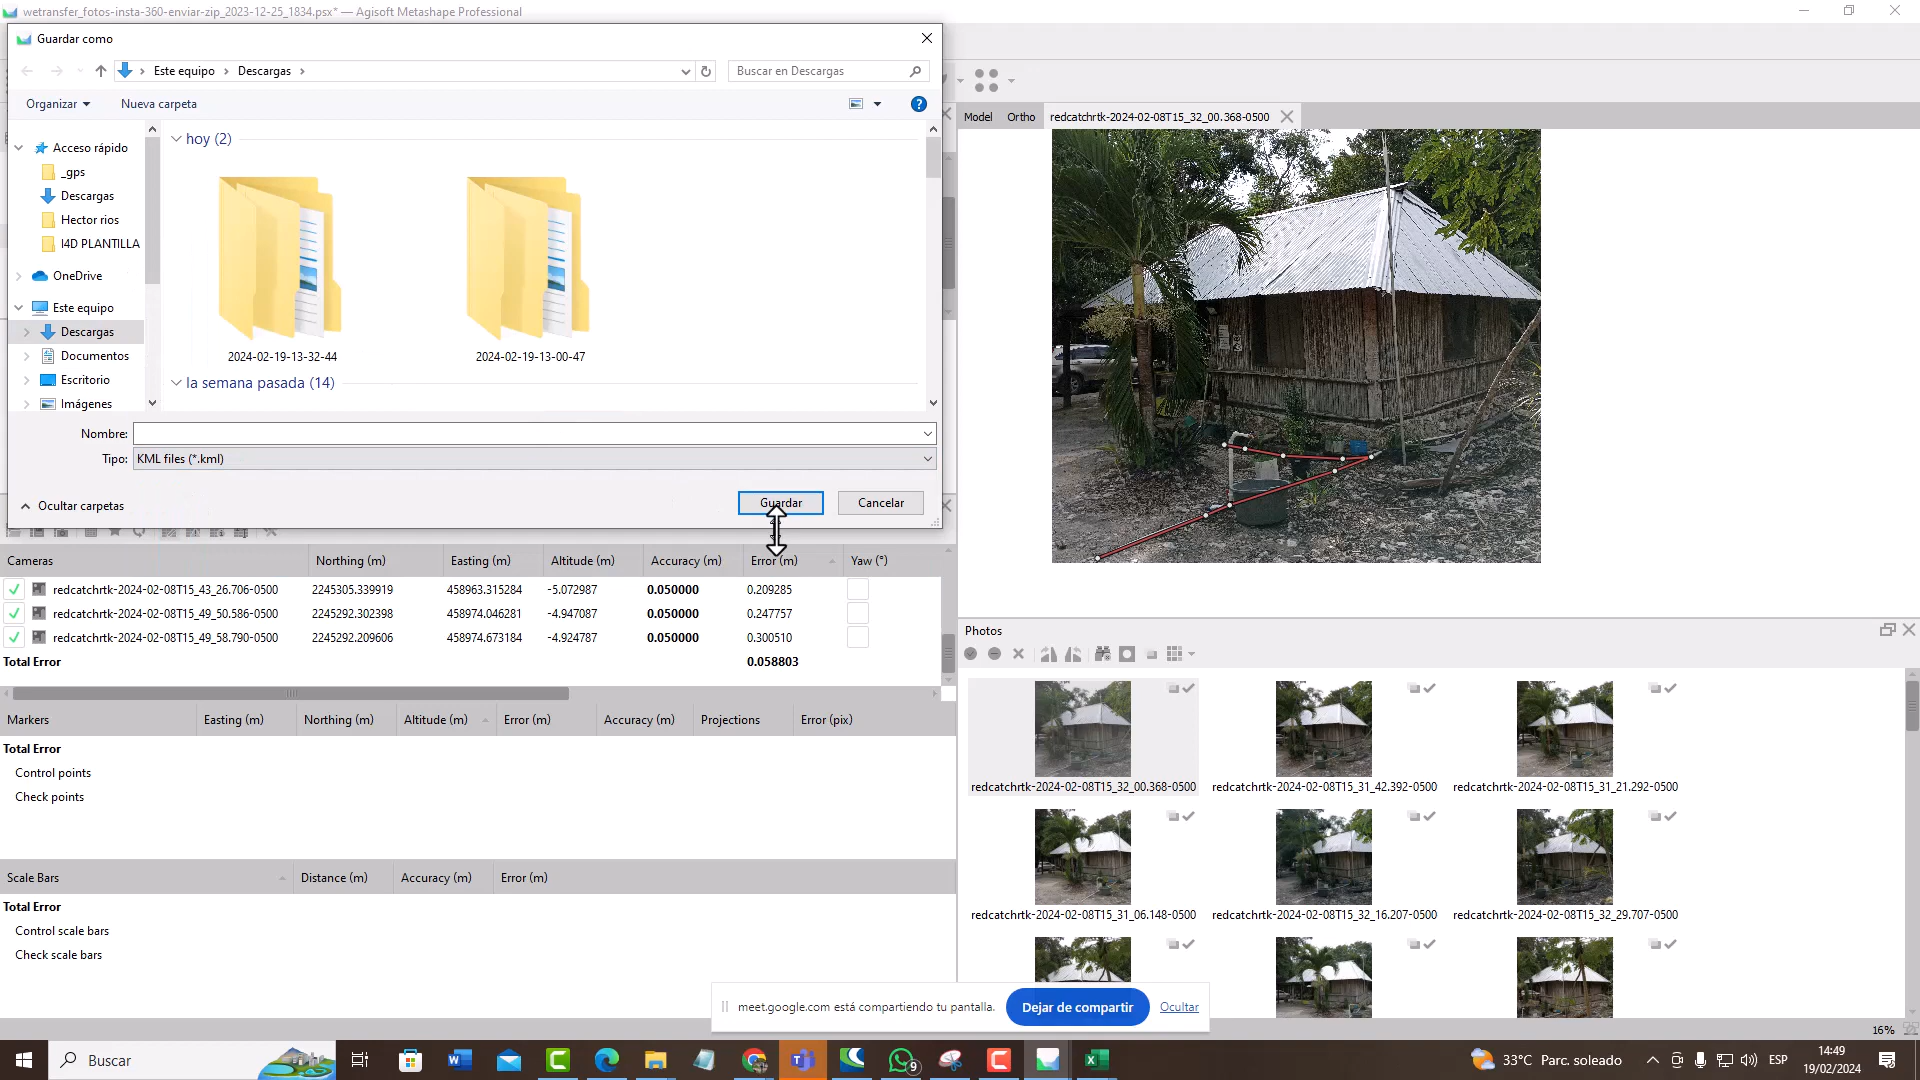 wetransfer_fotos-insta-360-enviar-zip_2023-12-25_1834.psx* — Agisoft Metashape Professional
Guardar como
Este equipo
Descargas
Buscar en Descargas
Organizar
Nueva carpeta
hoy (2)
Acceso rápido
_gps
Descargas
Hector rios
I4D PLANTILLA
OneDrive
Este equipo
Descargas
Documentos
Escritorio
Imágenes
2024-02-19-13-32-44
2024-02-19-13-00-47
la semana pasada (14)
Nombre:
Tipo: KML files (*.kml)
Ocultar carpetas
Guardar
Cancelar
Model Ortho redcatchrtk-2024-02-08T15_32_00.368-0500
Cameras Northing (m) Easting (m) Altitude (m) Accuracy (m) Error (m) Yaw (°)
redcatchrtk-2024-02-08T15_43_26.706-0500 2245305.339919 458963.315284 -5.072987 0.050000 0.209285
redcatchrtk-2024-02-08T15_49_50.586-0500 2245292.302398 458974.046281 -4.947087 0.050000 0.247757
redcatchrtk-2024-02-08T15_49_58.790-0500 2245292.209606 458974.673184 -4.924787 0.050000 0.300510
Total Error 0.058803
Markers Easting (m) Northing (m) Altitude (m) Error (m) Accuracy (m) Projections Error (pix)
Total Error
Control points
Check points
Scale Bars Distance (m) Accuracy (m) Error (m)
Total Error
Control scale bars
Check scale bars
Photos
redcatchrtk-2024-02-08T15_32_00.368-0500 redcatchrtk-2024-02-08T15_31_42.392-0500 redcatchrtk-2024-02-08T15_31_21.292-0500
redcatchrtk-2024-02-08T15_31_06.148-0500 redcatchrtk-2024-02-08T15_32_16.207-0500 redcatchrtk-2024-02-08T15_32_29.707-0500
meet.google.com está compartiendo tu pantalla. Dejar de compartir Ocultar
16%
Buscar
9
33°C Parc. soleado
ESP
14:49
19/02/2024